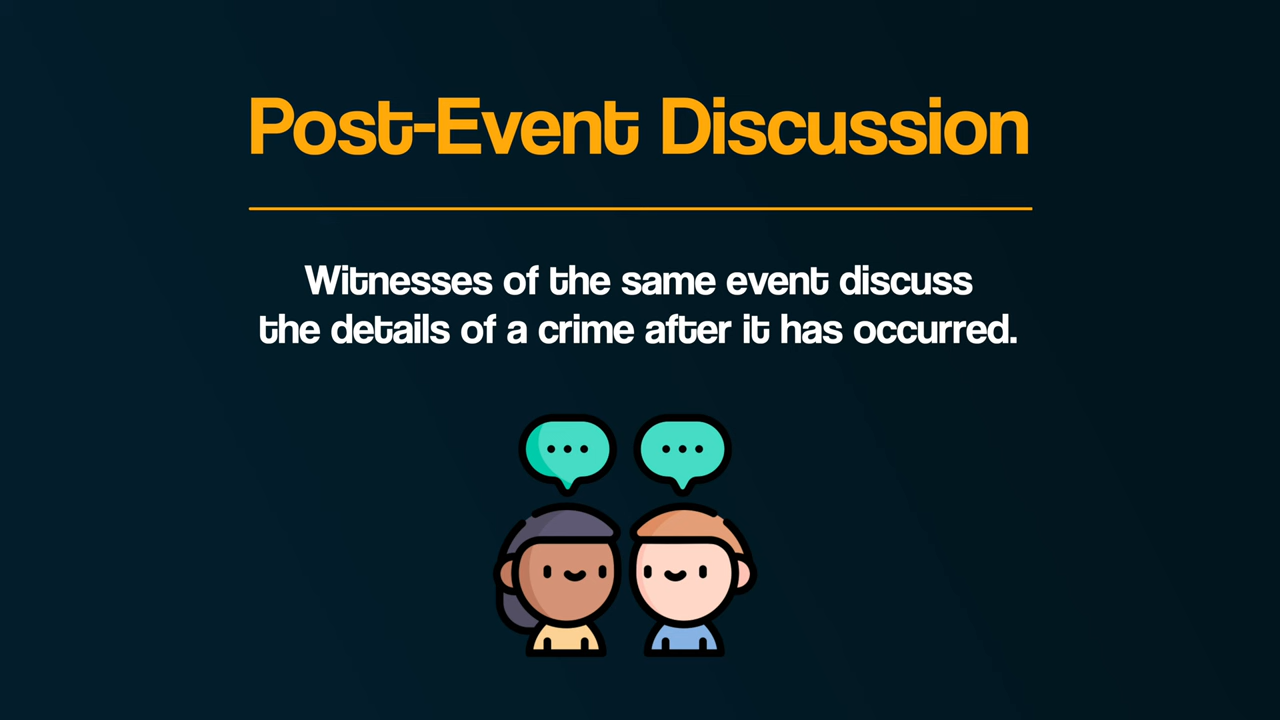 Post-Event Discussion
Witnesses of the same event discuss
the details of a crime after it has occurred.